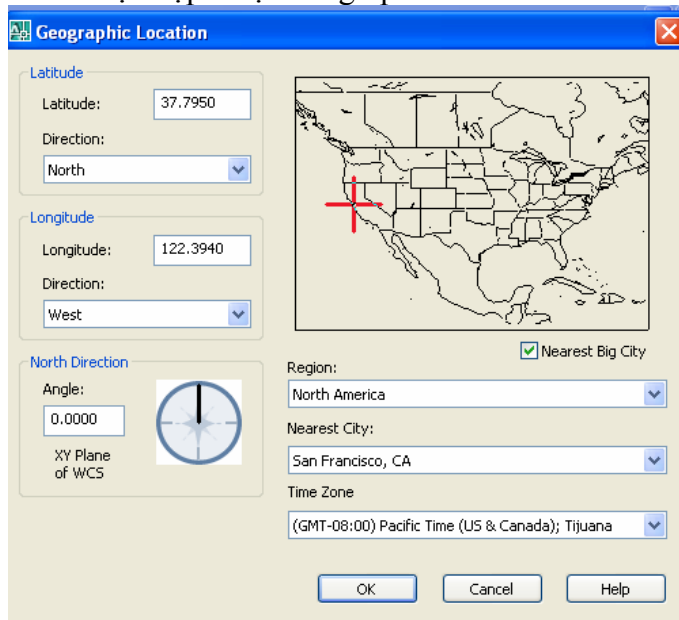 Geographic Location
Latitude
Latitude: 37.7950
Direction:
North
Longitude
Longitude: 122.3940
Direction:
West
North Direction
Angle:
0.0000
XY Plane
of WCS
Nearest Big City
Region:
North America
Nearest City:
San Francisco, CA
Time Zone
(GMT-08:00) Pacific Time (US & Canada); Tijuana
OK Cancel Help